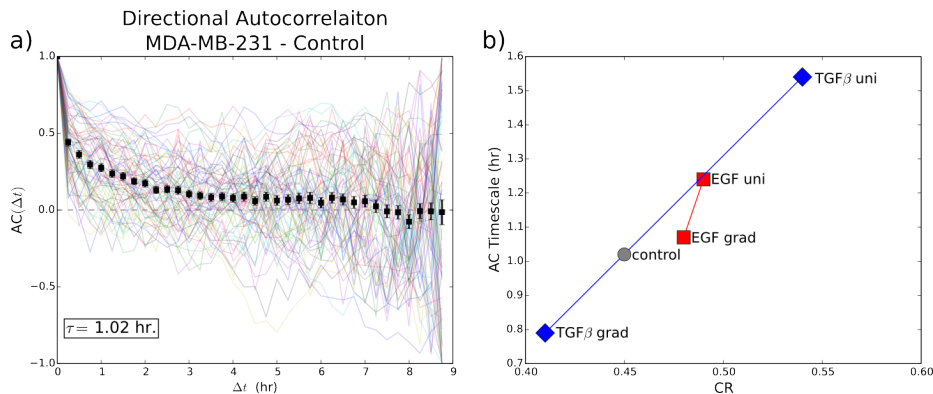 a)
Directional Autocorrelaiton
MDA-MB-231 - Control
AC(Δt)
1.0
0.5
0.0
−0.5
−1.0
τ = 1.02 hr.
0 1 2 3 4 5 6 7 8 9
Δt (hr)
b)
AC Timescale (hr)
1.6
1.5
1.4
1.3
1.2
1.1
1.0
0.9
0.8
0.7
TGFβ uni
EGF uni
EGF grad
control
TGFβ grad
0.40 0.45 0.50 0.55 0.60
CR